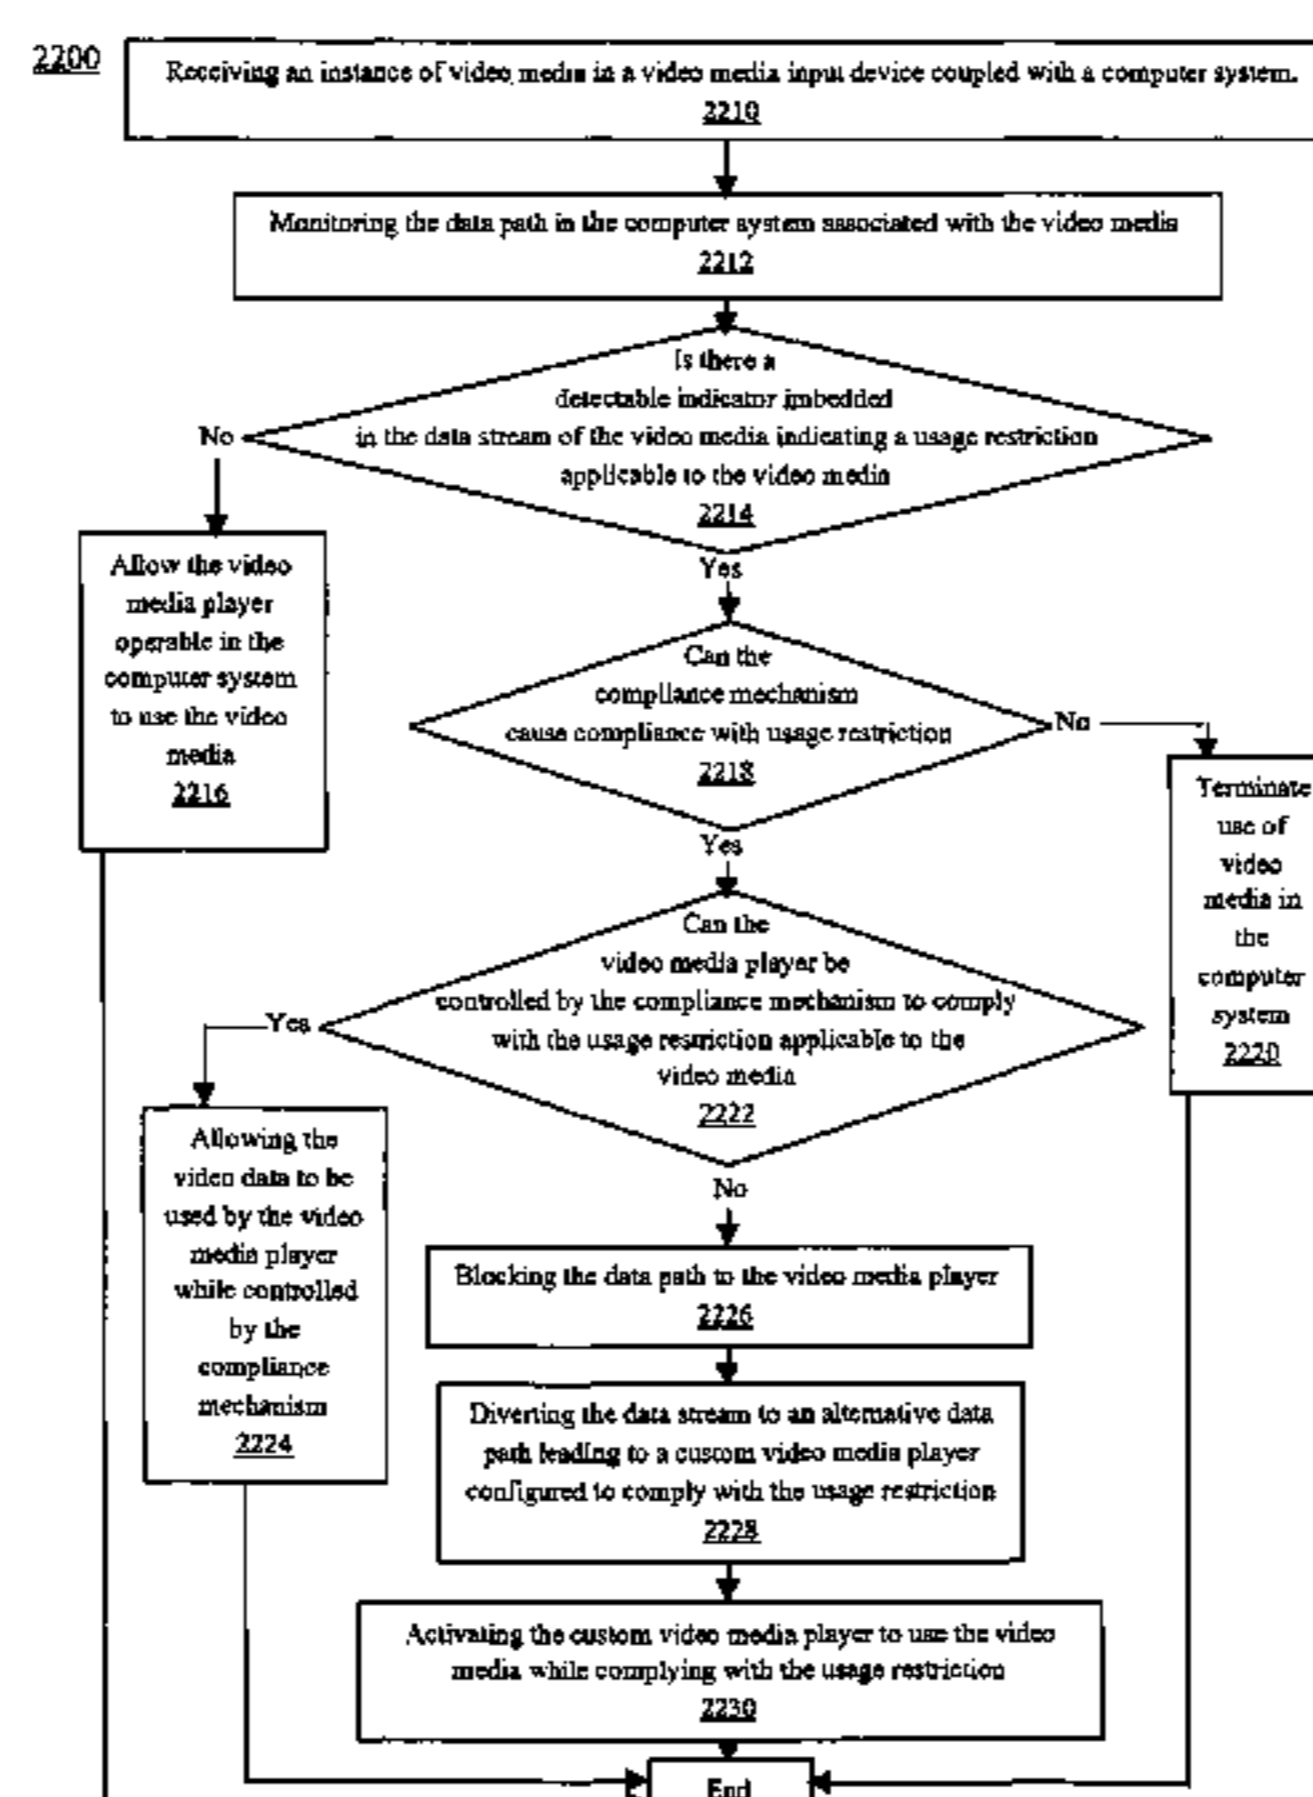 2200
Receiving an instance of video media in a video media input device coupled with a computer system.
2210
Monitoring the data path in the computer system associated with the video media
2212
Is there a
detectable indicator imbedded
in the data stream of the video media indicating a usage restriction
applicable to the video media
2214
No
Yes
Allow the video
media player
operable in the
computer system
to use the video
media
2216
Can the
compliance mechanism
cause compliance with usage restriction
2218
No
Yes
Terminate
use of
video
media in
the
computer
system
2220
Can the
video media player be
controlled by the compliance mechanism to comply
with the usage restriction applicable to the
video media
2222
Yes
No
Allowing the
video data to be
used by the video
media player
while controlled
by the
compliance
mechanism
2224
Blocking the data path to the video media player
2226
Diverting the data stream to an alternative data
path leading to a custom video media player
configured to comply with the usage restriction
2228
Activating the custom video media player to use the video
media while complying with the usage restriction
2230
End